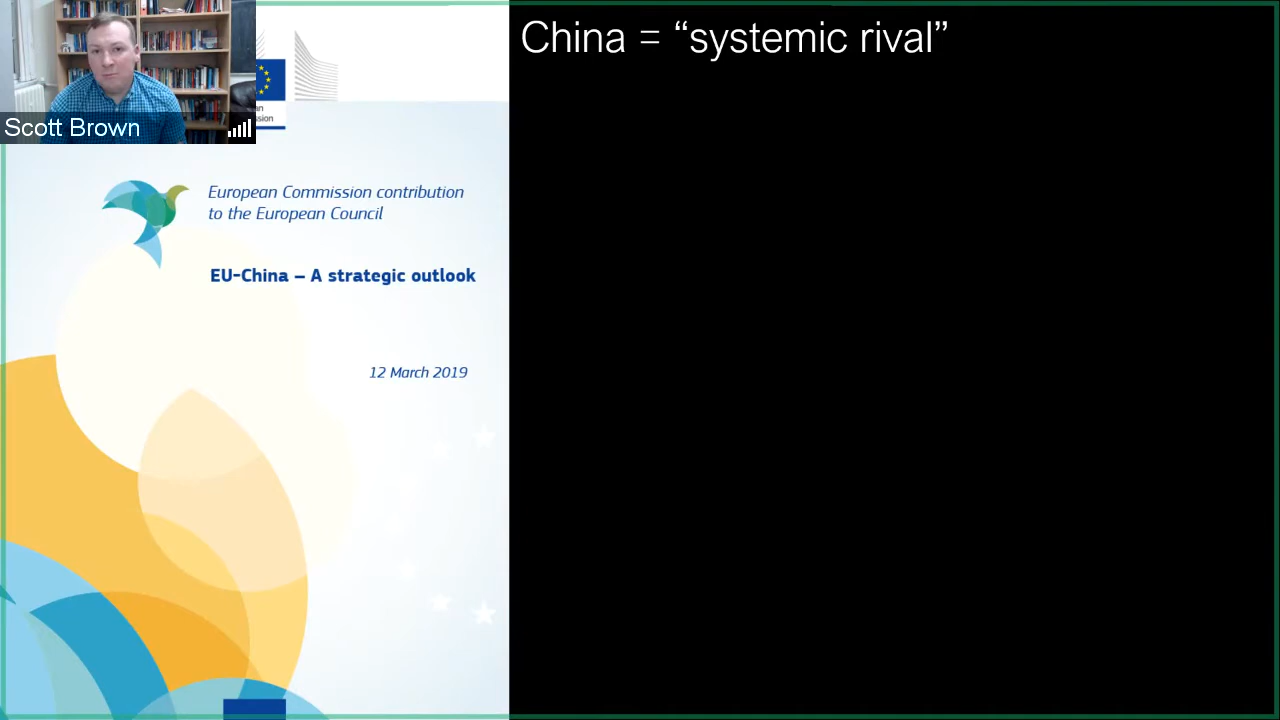 China = “systemic rival”
Scott Brown
European Commission contribution
to the European Council
EU-China – A strategic outlook
12 March 2019